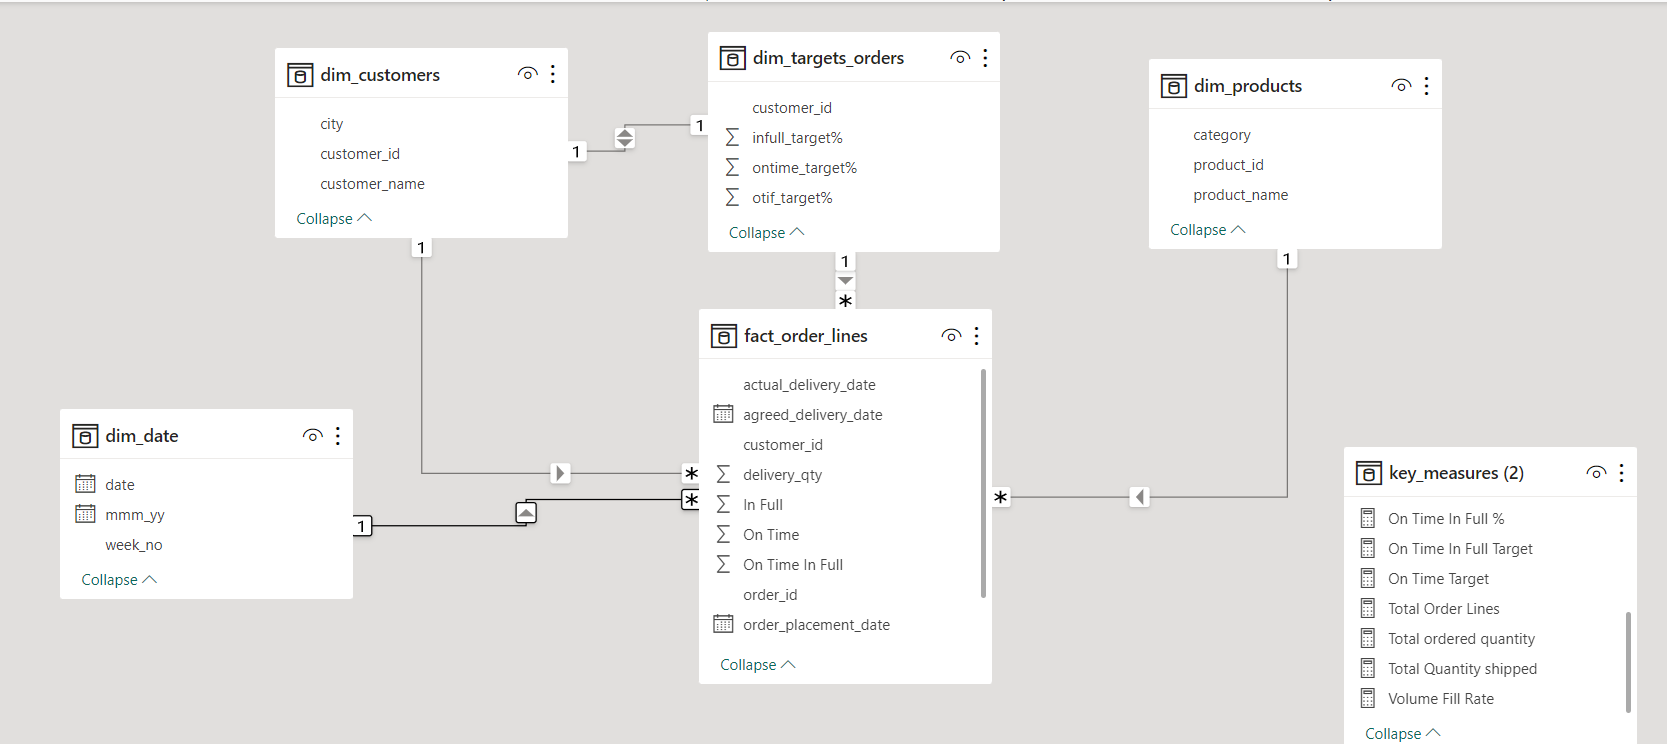 dim_customers
city
customer_id
customer_name
Collapse
1
1
dim_targets_orders
customer_id
infull_target%
ontime_target%
otif_target%
Collapse
1
1
*
dim_products
category
product_id
product_name
Collapse
1
fact_order_lines
actual_delivery_date
agreed_delivery_date
customer_id
delivery_qty
In Full
On Time
On Time In Full
order_id
order_placement_date
Collapse
*
*
*
dim_date
date
mmm_yy
week_no
Collapse
1
key_measures (2)
On Time In Full %
On Time In Full Target
On Time Target
Total Order Lines
Total ordered quantity
Total Quantity shipped
Volume Fill Rate
Collapse